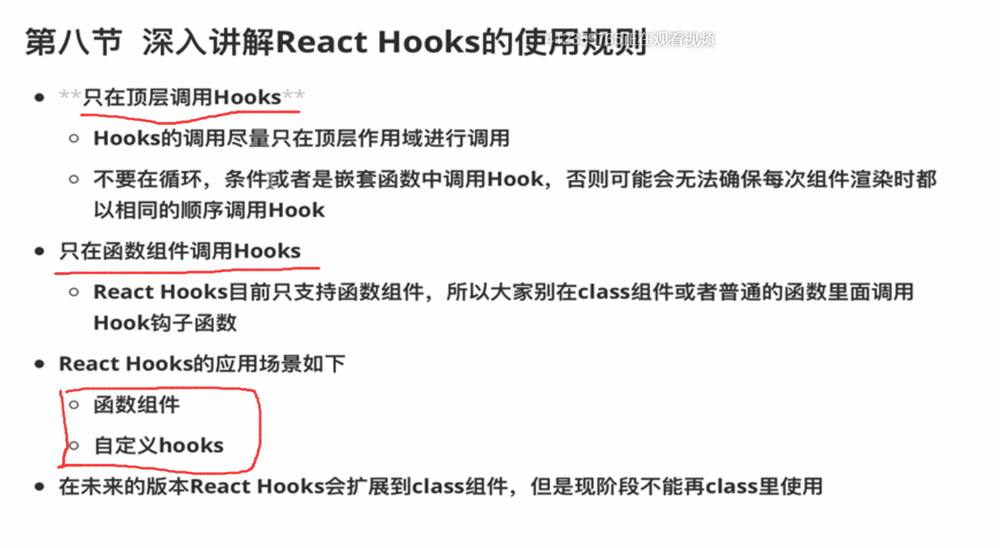 第八节 深入讲解React Hooks的使用规则
正在观看视频
**只在顶层调用Hooks**
Hooks的调用尽量只在顶层作用域进行调用
不要在循环，条件或者是嵌套函数中调用Hook，否则可能会无法确保每次组件渲染时都
以相同的顺序调用Hook
只在函数组件调用Hooks
React Hooks目前只支持函数组件，所以大家别在class组件或者普通的函数里面调用
Hook钩子函数
React Hooks的应用场景如下
函数组件
自定义hooks
在未来的版本React Hooks会扩展到class组件，但是现阶段不能再class里使用